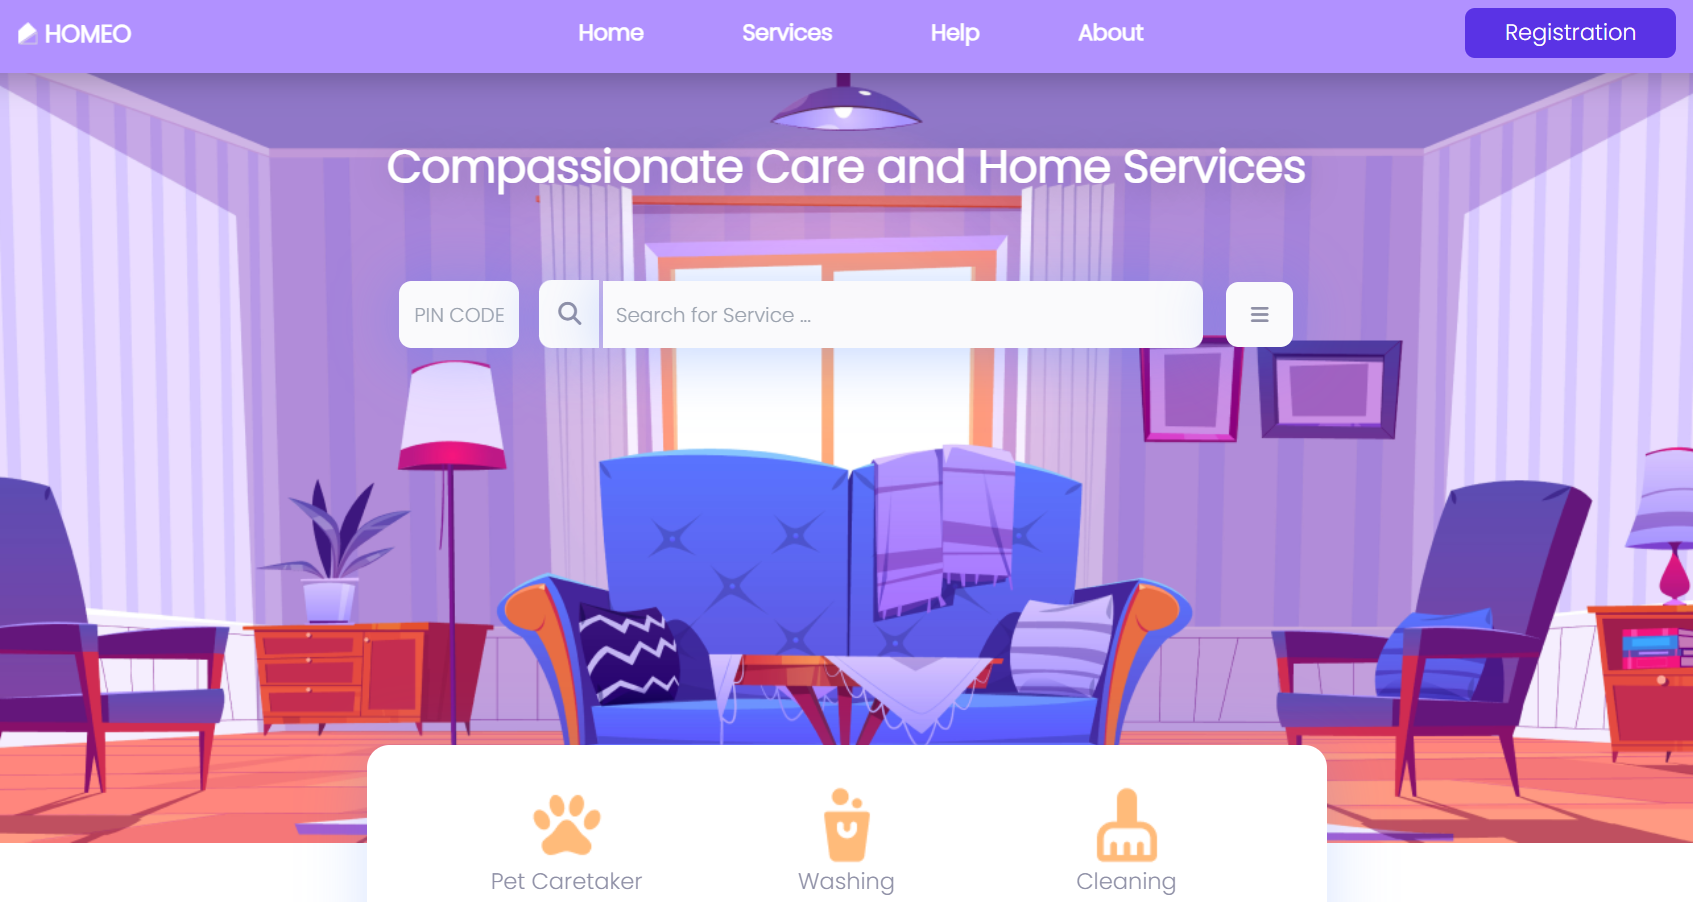 HOMEO
Home
Services
Help
About
Registration
Compassionate Care and Home Services
PIN CODE
Search for Service ...
Pet Caretaker
Washing
Cleaning